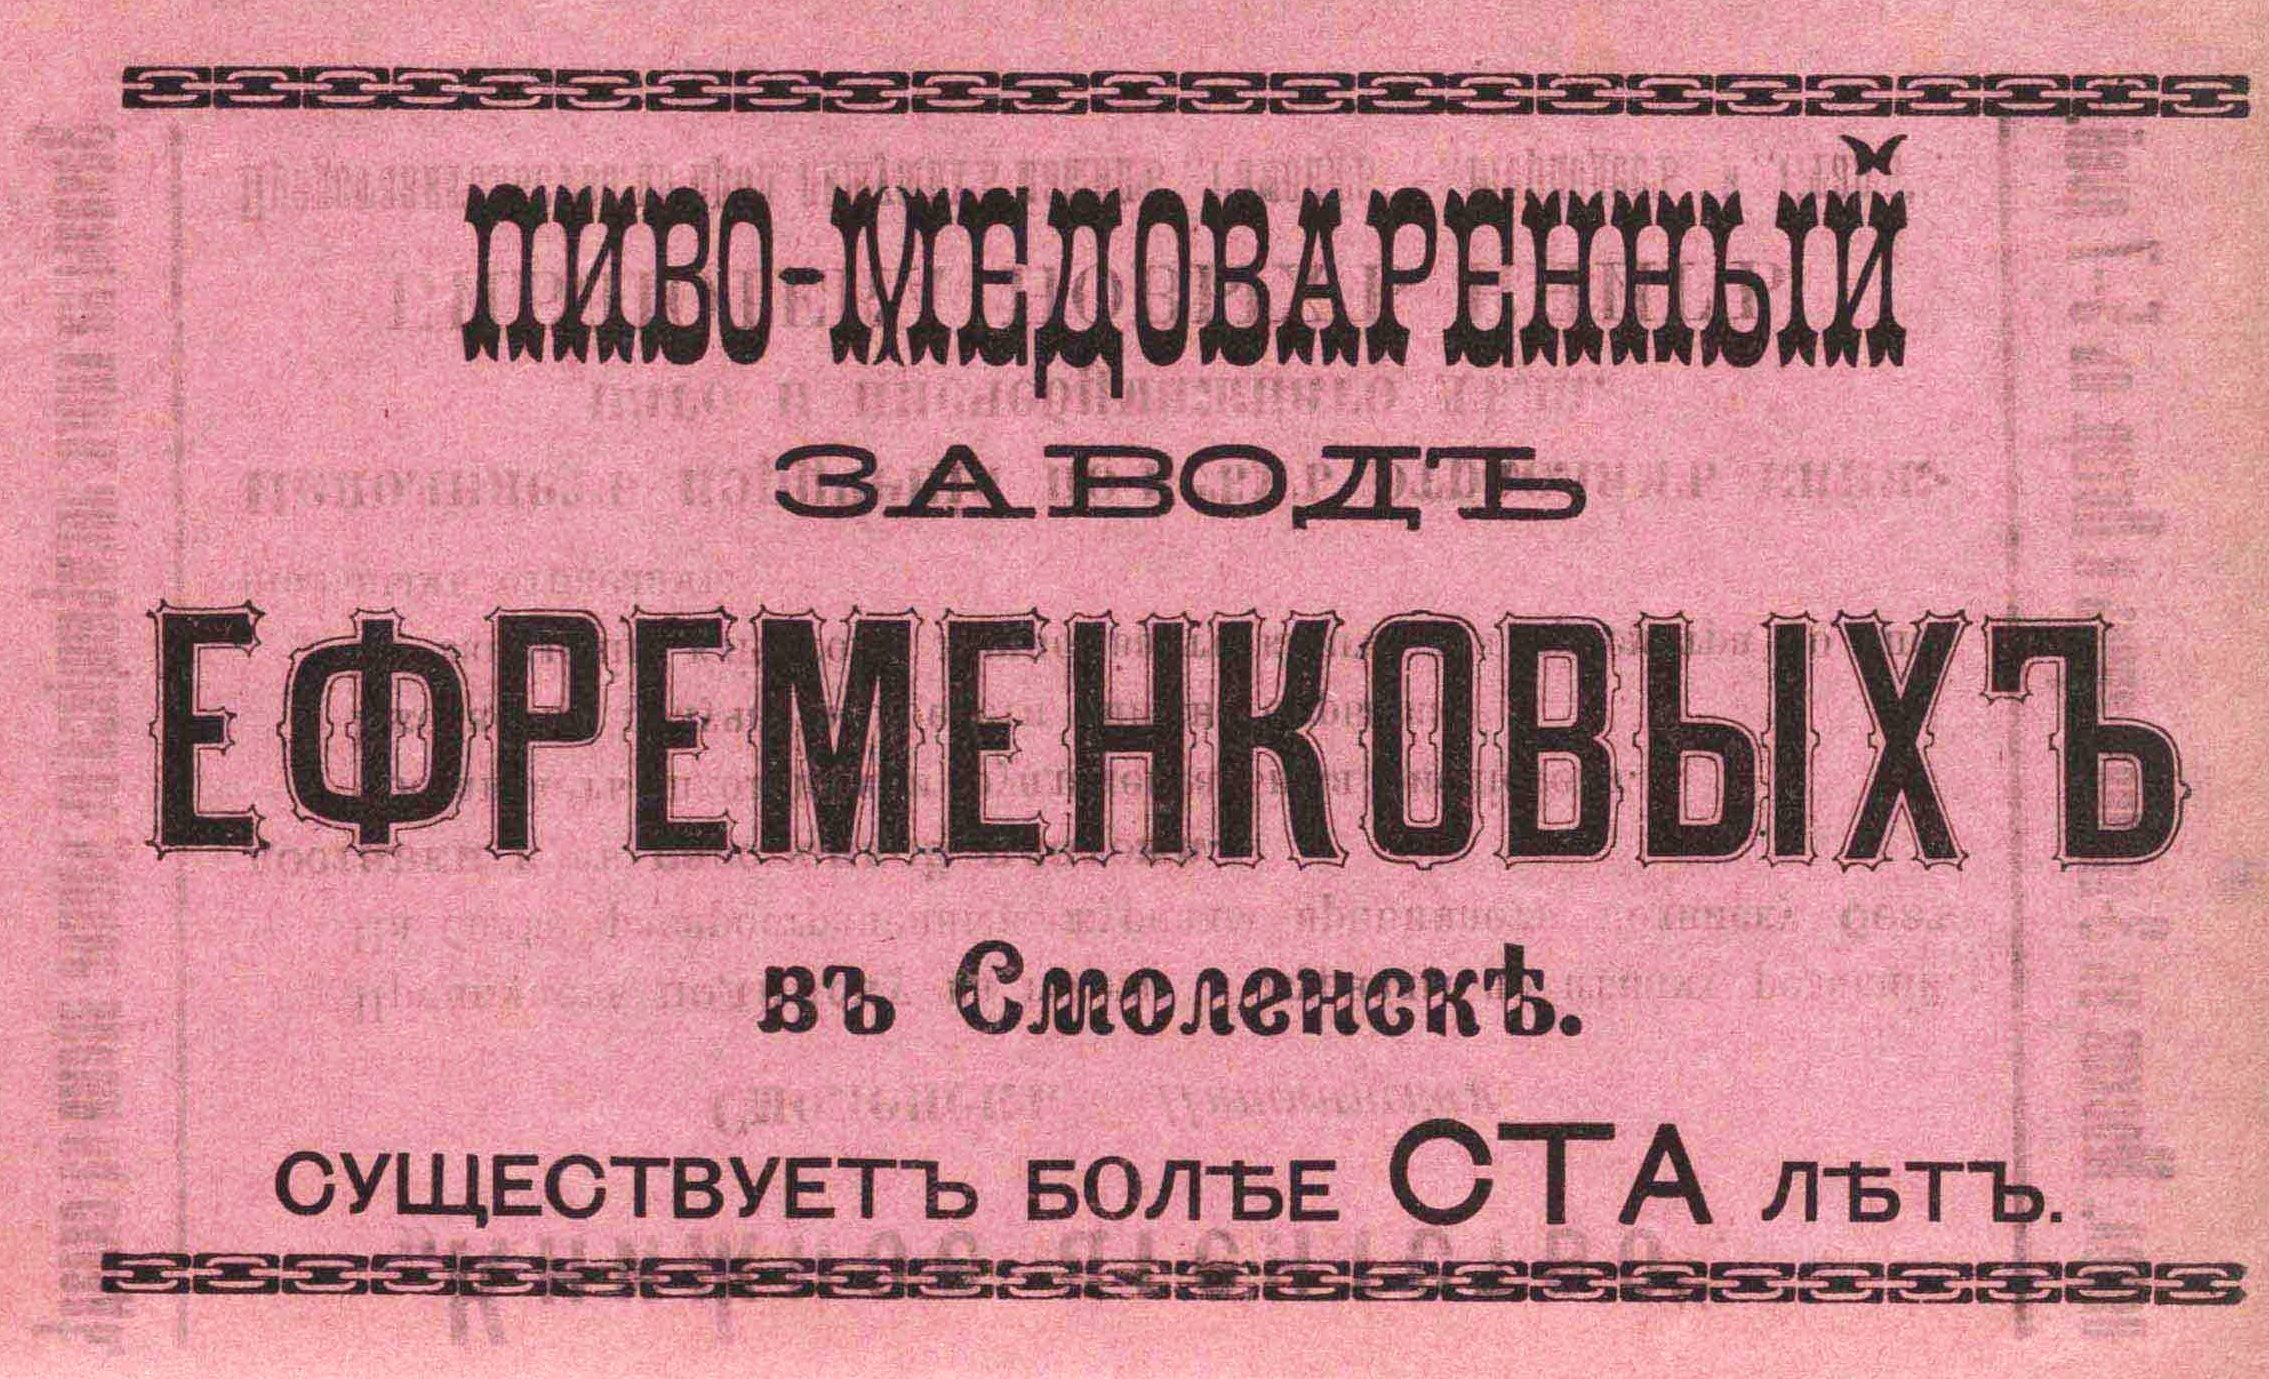 ПИВО-МЕДОВАРЕННЫЙ
ЗАВОДЪ
ЕФРЕМЕНКОВЫХЪ
въ Смоленскѣ.
СУЩЕСТВУЕТЪ БОЛѢЕ СТА ЛѢТЪ.